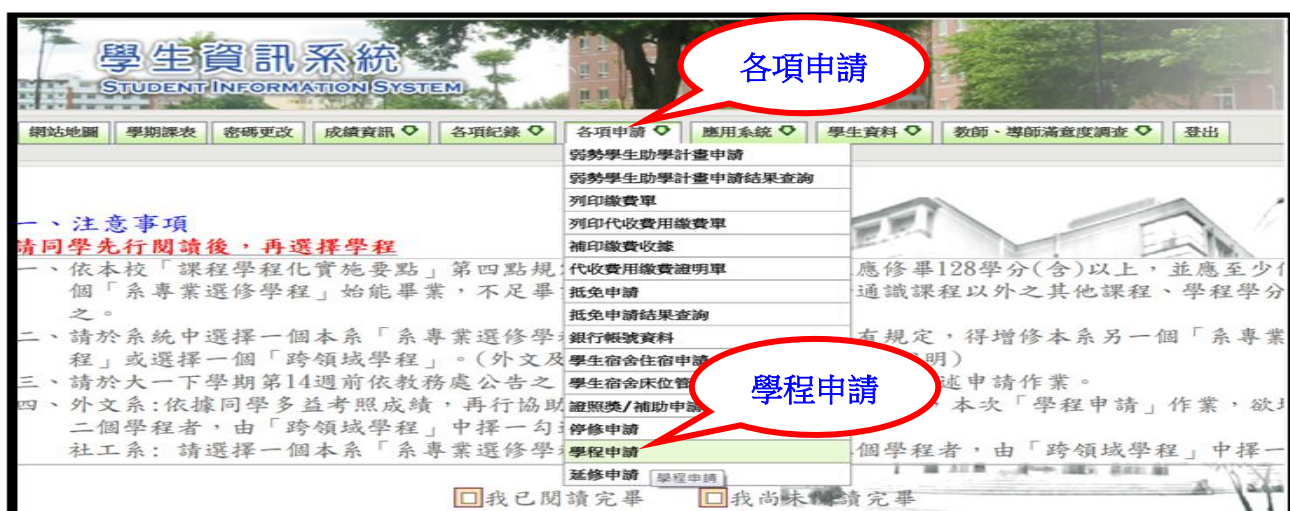 學生資訊系統
STUDENT INFORMATION SYSTEM
各項申請
網站地圖 學期課表 密碼更改 成績資訊 各項紀錄 各項申請 應用系統 學生資料 教師、導師滿意度調查 登出
弱勢學生助學計畫申請
弱勢學生助學計畫申請結果查詢
列印繳費單
一、注意事項
列印代收費用繳費單
請同學先行閱讀後,再選擇學程
補印繳費收據
一、依本校「課程學程化實施要點」第四點規 代收費用繳費證明單 應修畢128學分(含)以上,並應至少
個「系專業選修學程」始能畢業,不足畢 抵免申請 通識課程以外之其他課程、學程學分
之。
抵免申請結果查詢
二、請於系統中選擇一個本系「系專業選修學 銀行帳號資料 有規定,得增修本系另一個「系專業
程」或選擇一個「跨領域學程」。(外文及 學生宿舍住宿申請 明)
三、請於大一下學期第14週前依教務處公告之 學生宿舍床位管 述申請作業。
學程申請
四、外文系:依據同學多益考照成績,再行協助 證照獎/補助申請 ,本次「學程申請」作業,欲
二個學程者,由「跨領域學程」中擇一勾 停修申請
社工系: 請選擇一個本系「系專業選修學 學程申請 個學程者,由「跨領域學程」中擇一
延修申請 學程申請
我已閱讀完畢 我尚未閱讀完畢